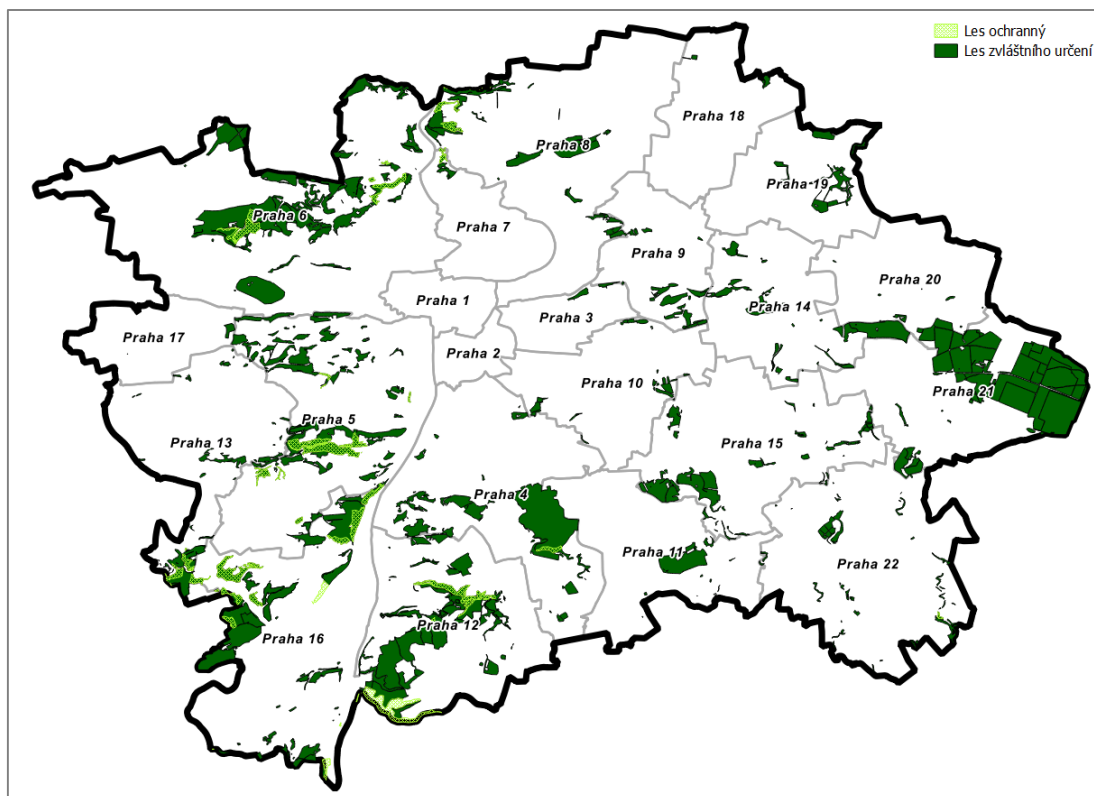 Les ochranný
Les zvláštního určení
Praha 18
Praha 8
Praha 19
Praha 6
Praha 7
Praha 9
Praha 20
Praha 1
Praha 14
Praha 3
Praha 17
Praha 2
Praha 10
Praha 21
Praha 5
Praha 13
Praha 15
Praha 4
Praha 11
Praha 22
Praha 12
Praha 16